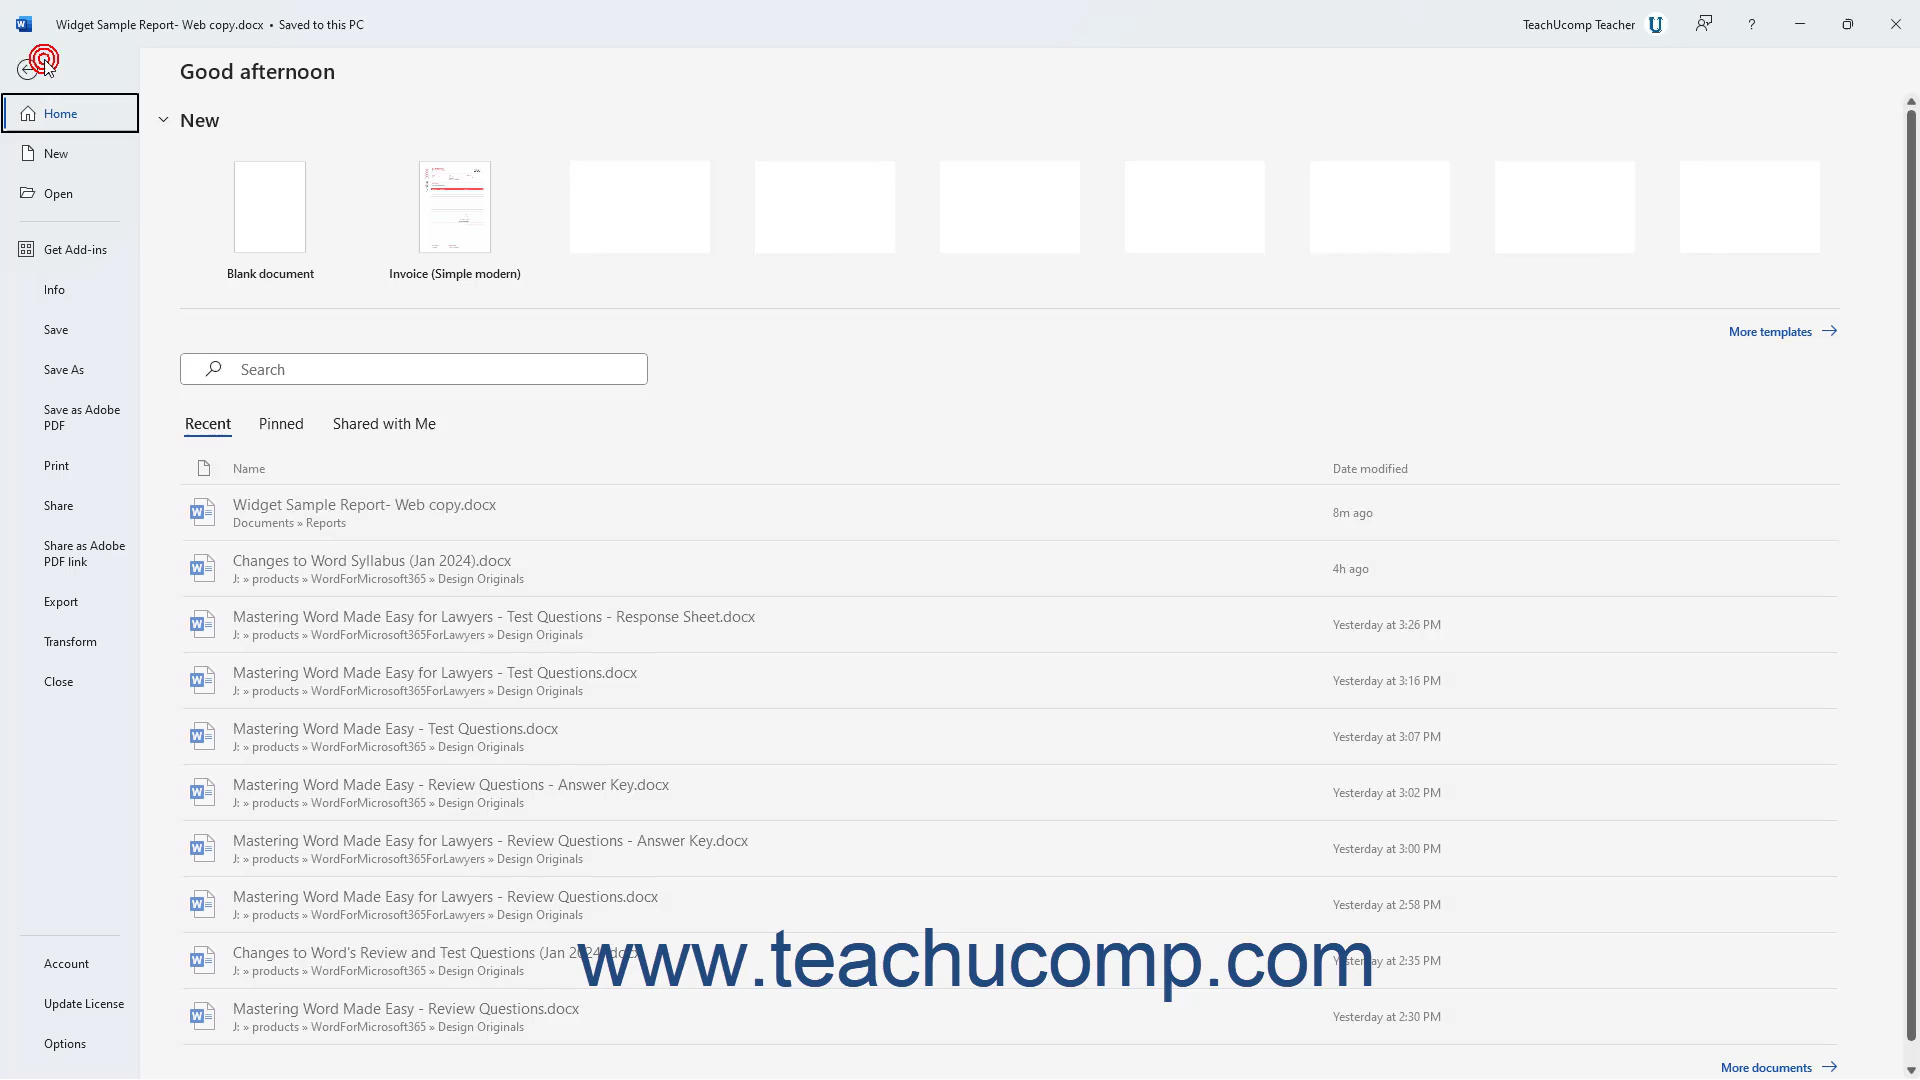 Widget Sample Report- Web copy.docx • Saved to this PC
TeachUcomp Teacher
Good afternoon
Home
New
New
Open
Get Add-ins
Info
Save
Save As
Save as Adobe
PDF
Print
Share
Share as Adobe
PDF link
Export
Transform
Close
Account
Update License
Options
Blank document
Invoice (Simple modern)
More templates
Search
Recent
Pinned
Shared with Me
Name
Date modified
Widget Sample Report- Web copy.docx
Documents » Reports
8m ago
Changes to Word Syllabus (Jan 2024).docx
J: » products » WordForMicrosoft365 » Design Originals
4h ago
Mastering Word Made Easy for Lawyers - Test Questions - Response Sheet.docx
J: » products » WordForMicrosoft365ForLawyers » Design Originals
Yesterday at 3:26 PM
Mastering Word Made Easy for Lawyers - Test Questions.docx
J: » products » WordForMicrosoft365ForLawyers » Design Originals
Yesterday at 3:16 PM
Mastering Word Made Easy - Test Questions.docx
J: » products » WordForMicrosoft365 » Design Originals
Yesterday at 3:07 PM
Mastering Word Made Easy - Review Questions - Answer Key.docx
J: » products » WordForMicrosoft365 » Design Originals
Yesterday at 3:02 PM
Mastering Word Made Easy for Lawyers - Review Questions - Answer Key.docx
J: » products » WordForMicrosoft365ForLawyers » Design Originals
Yesterday at 3:00 PM
Mastering Word Made Easy for Lawyers - Review Questions.docx
J: » products » WordForMicrosoft365ForLawyers » Design Originals
Yesterday at 2:58 PM
Changes to Word's Review and Test Questions (Jan 2024).docx
J: » products » WordForMicrosoft365 » Design Originals
Yesterday at 2:35 PM
www.teachucomp.com
Mastering Word Made Easy - Review Questions.docx
J: » products » WordForMicrosoft365 » Design Originals
Yesterday at 2:30 PM
More documents